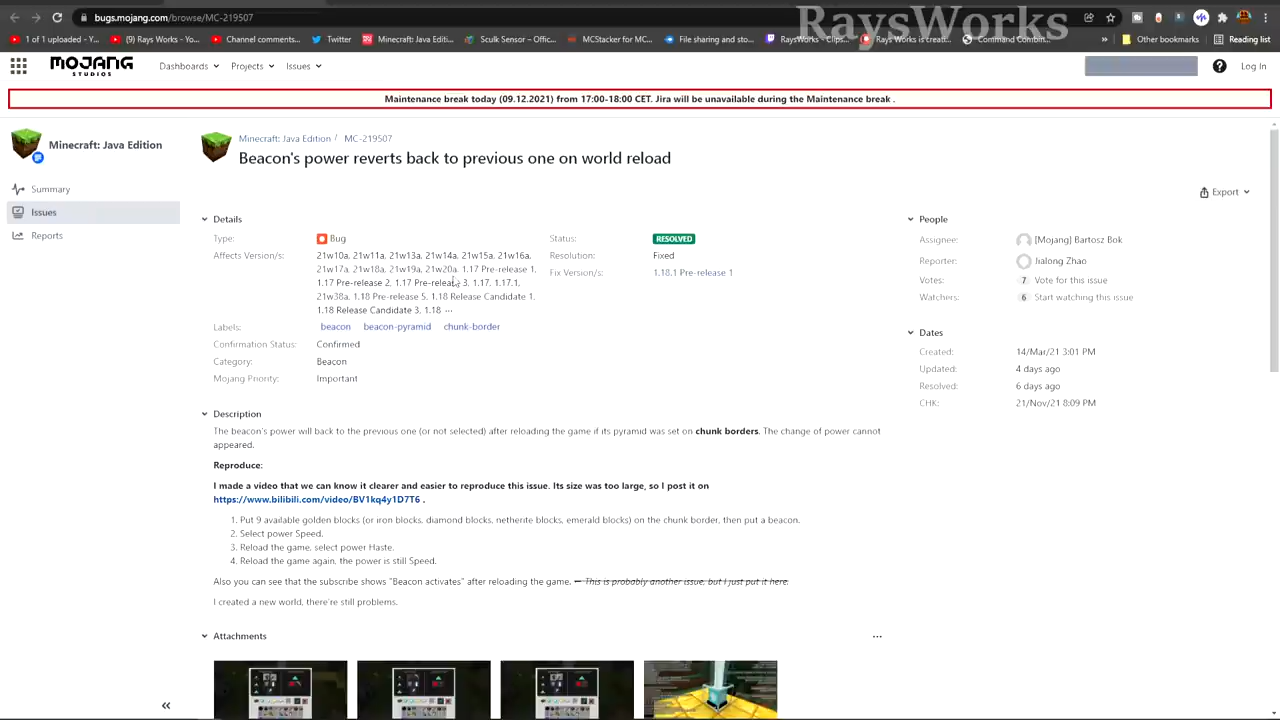 RaysWorks
bugs.mojang.com/browse/MC-219507
1 of 1 uploaded - Y... (9) Rays Works - Yo... Channel comments... Twitter Minecraft: Java Editi... Sculk Sensor – Offic... MCStacker for MC... File sharing and sto... RaysWorks - Clips... Rays Works is creati... Command Combin... » Other bookmarks Reading list
MOJANG STUDIOS Dashboards Projects Issues Log In
Maintenance break today (09.12.2021) from 17:00-18:00 CET. Jira will be unavailable during the Maintenance break .
Minecraft: Java Edition
Summary
Issues
Reports
Minecraft: Java Edition / MC-219507
Beacon's power reverts back to previous one on world reload
Export
Details
Type: Bug
Status: RESOLVED
Affects Version/s: 21w10a, 21w11a, 21w13a, 21w14a, 21w15a, 21w16a,
21w17a, 21w18a, 21w19a, 21w20a, 1.17 Pre-release 1,
1.17 Pre-release 2, 1.17 Pre-release 3, 1.17, 1.17.1,
21w38a, 1.18 Pre-release 5, 1.18 Release Candidate 1,
1.18 Release Candidate 3, 1.18 ...
Resolution: Fixed
Fix Version/s: 1.18.1 Pre-release 1
Labels: beacon beacon-pyramid chunk-border
Confirmation Status: Confirmed
Category: Beacon
Mojang Priority: Important
People
Assignee: [Mojang] Bartosz Bok
Reporter: Jialong Zhao
Votes: 7 Vote for this issue
Watchers: 6 Start watching this issue
Dates
Created: 14/Mar/21 3:01 PM
Updated: 4 days ago
Resolved: 6 days ago
CHK: 21/Nov/21 8:09 PM
Description
The beacon's power will back to the previous one (or not selected) after reloading the game if its pyramid was set on chunk borders. The change of power cannot
appeared.
Reproduce:
I made a video that we can know it clearer and easier to reproduce this issue. Its size was too large, so I post it on
https://www.bilibili.com/video/BV1kq4y1D7T6 .
1. Put 9 available golden blocks (or iron blocks, diamond blocks, netherite blocks, emerald blocks) on the chunk border, then put a beacon.
2. Select power Speed.
3. Reload the game, select power Haste.
4. Reload the game again, the power is still Speed.
Also you can see that the subscribe shows "Beacon activates" after reloading the game. — This is probably another issue, but I just put it here.
I created a new world, there're still problems.
Attachments